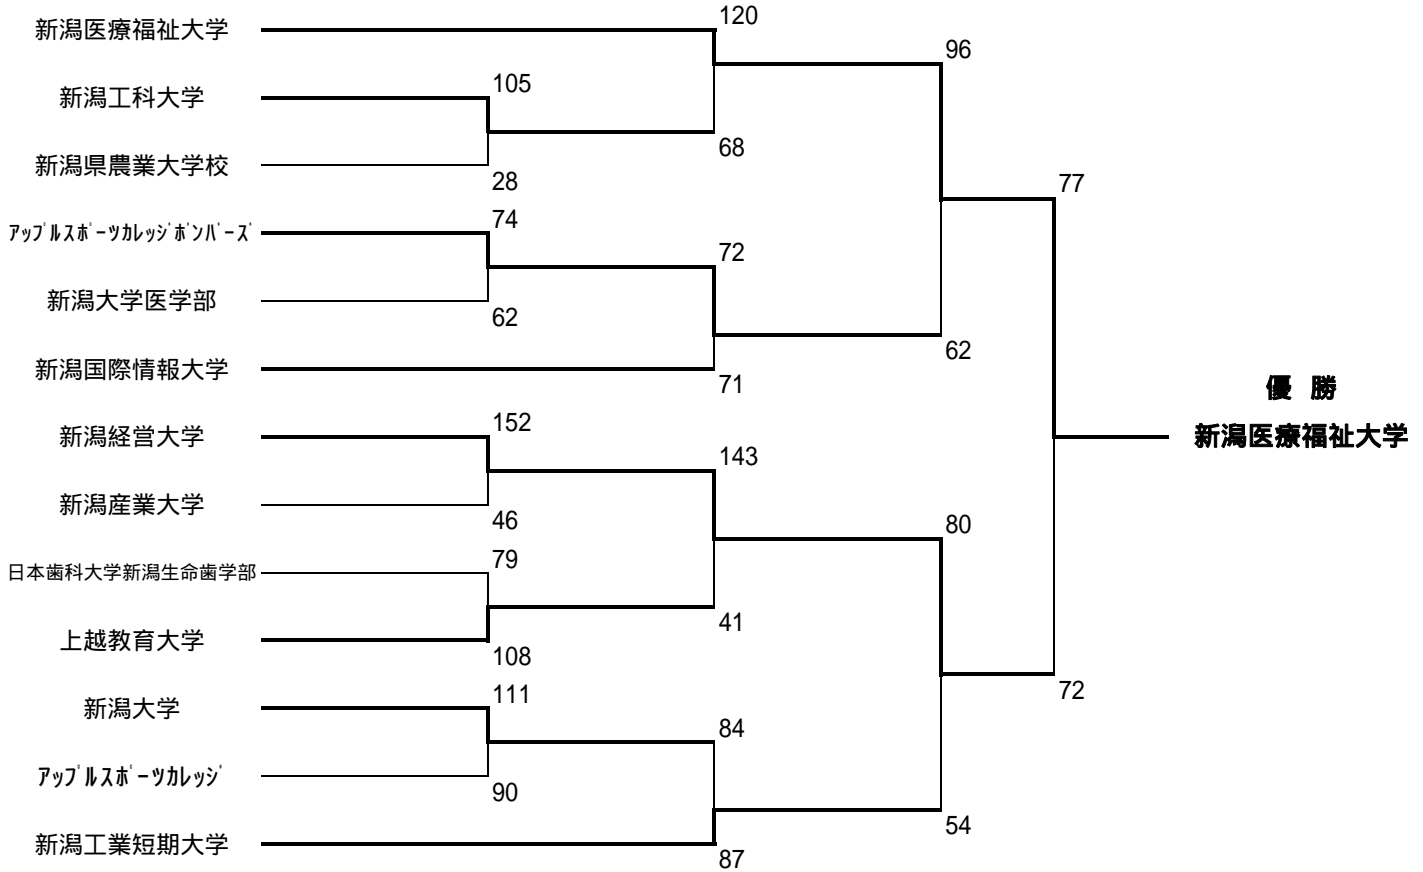 新潟医療福祉大学
120
96
新潟工科大学
105
68
新潟県農業大学校
28
77
ｱｯﾌﾟﾙｽﾎﾟｰﾂｶﾚｯｼﾞﾎﾞﾝﾊﾞｰｽﾞ
74
72
新潟大学医学部
62
62
新潟国際情報大学
71
優 勝
新潟医療福祉大学
新潟経営大学
152
143
新潟産業大学
46
80
日本歯科大学新潟生命歯学部
79
41
上越教育大学
108
72
新潟大学
111
84
ｱｯﾌﾟﾙｽﾎﾟｰﾂｶﾚｯｼﾞ
90
54
新潟工業短期大学
87